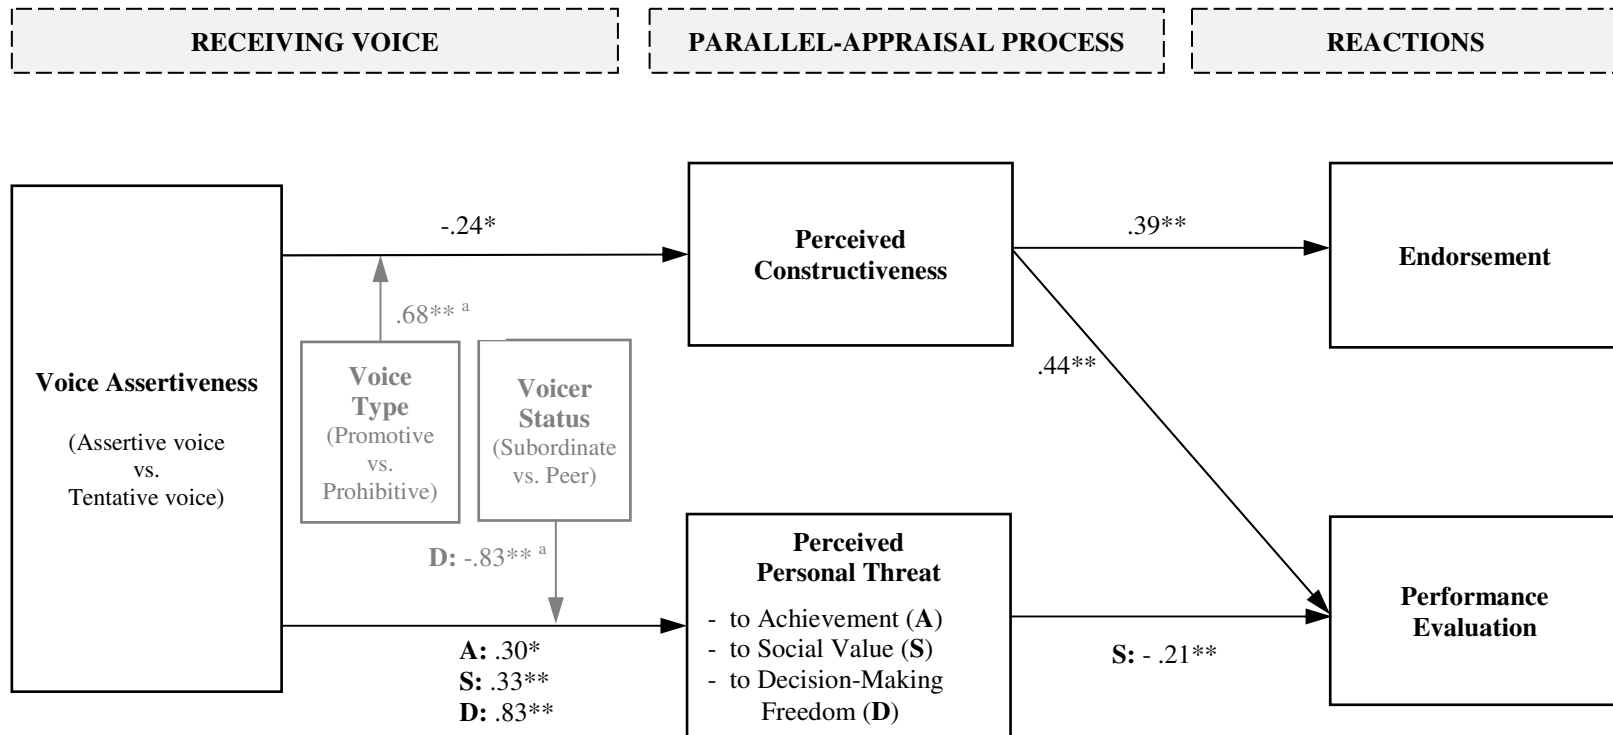 RECEIVING VOICE
PARALLEL-APPRAISAL PROCESS
REACTIONS
Voice Assertiveness
(Assertive voice
vs.
Tentative voice)
-.24*
.68** a
Voice
Type
(Promotive
vs.
Prohibitive)
Voicer
Status
(Subordinate
vs. Peer)
D: -.83** a
A: .30*
S: .33**
D: .83**
Perceived
Constructiveness
Perceived
Personal Threat
- to Achievement (A)
- to Social Value (S)
- to Decision-Making
Freedom (D)
.39**
.44**
S: - .21**
Endorsement
Performance
Evaluation